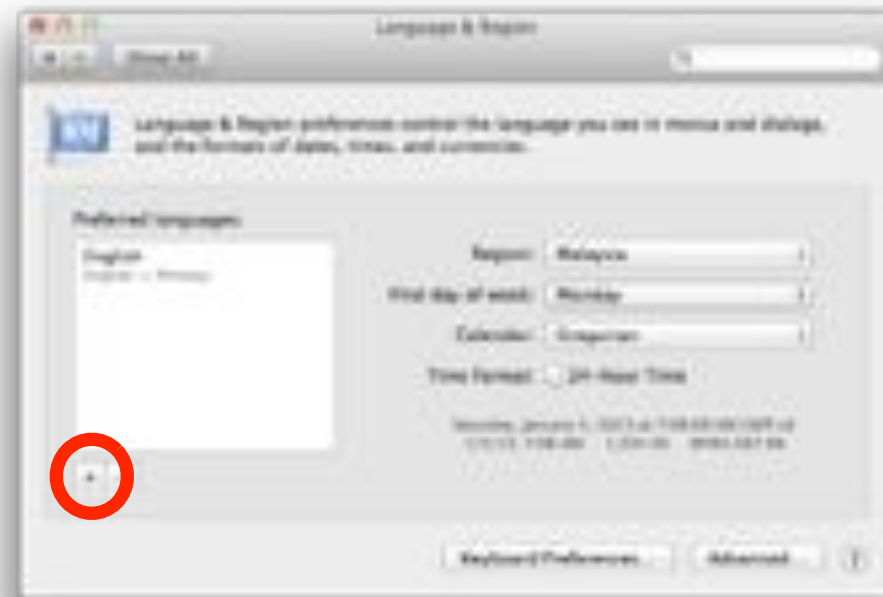 Language & Region
Show All
Language & Region preferences control the language you see in menus and dialogs,
and the formats of dates, times, and currencies.
Preferred languages:
English
English — Primary
Region: Malaysia
First day of week: Monday
Calendar: Gregorian
Time format: 24-Hour Time
+
Keyboard Preferences...
Advanced...
?